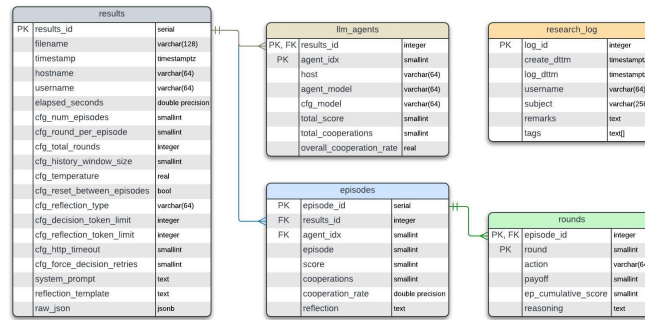 results
PK results_id serial
filename varchar(128)
timestamp timestamptz
hostname varchar(64)
username varchar(64)
elapsed_seconds double precision
cfg_num_episodes smallint
cfg_round_per_episode smallint
cfg_total_rounds integer
cfg_history_window_size smallint
cfg_temperature real
cfg_reset_between_episodes bool
cfg_reflection_type varchar(64)
cfg_decision_token_limit integer
cfg_reflection_token_limit integer
cfg_http_timeout smallint
cfg_force_decision_retries smallint
system_prompt text
reflection_template text
raw_json jsonb
llm_agents
PK, FK results_id integer
PK agent_idx smallint
host varchar(64)
agent_model varchar(64)
cfg_model varchar(64)
total_score smallint
total_cooperations smallint
overall_cooperation_rate real
episodes
PK episode_id serial
FK results_id integer
FK agent_idx smallint
episode smallint
score smallint
cooperations smallint
cooperation_rate double precision
reflection text
research_log
PK log_id integer
create_dttm timestampt
log_dttm timestampt
username varchar(64)
subject varchar(256
remarks text
tags text[]
rounds
PK, FK episode_id integer
PK round smallint
action varchar(64
payoff smallint
ep_cumulative_score smallint
reasoning text